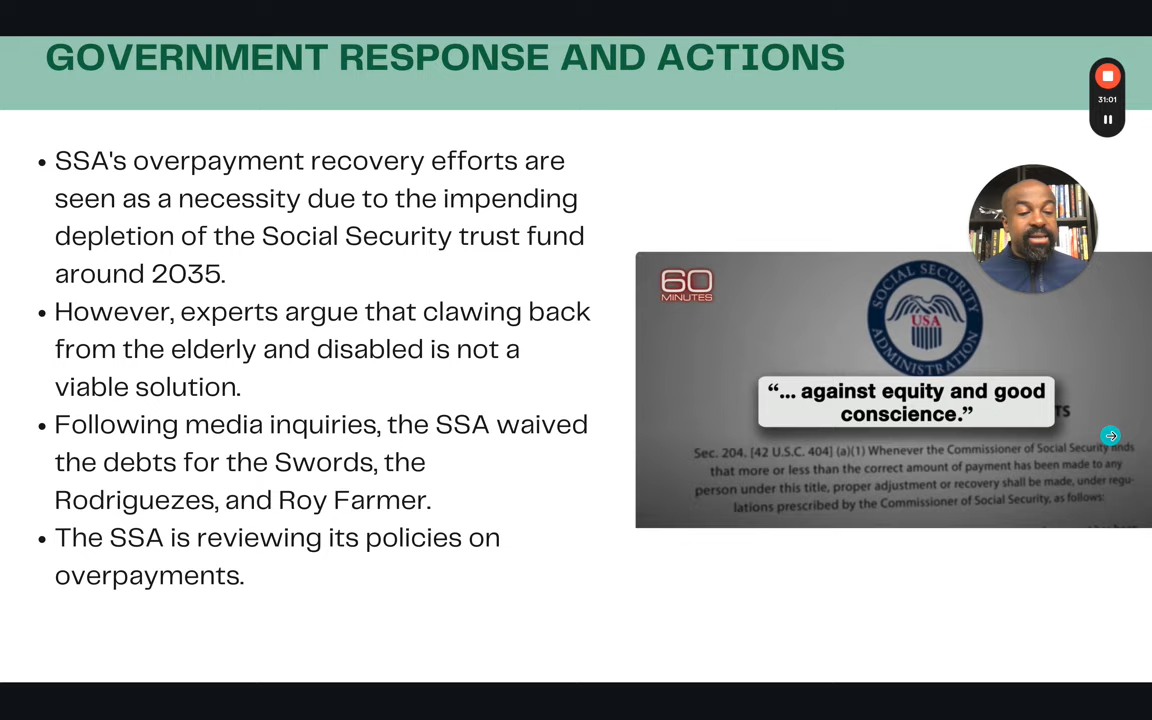 GOVERNMENT RESPONSE AND ACTIONS
31:01
• SSA's overpayment recovery efforts are
seen as a necessity due to the impending
depletion of the Social Security trust fund
around 2035.
• However, experts argue that clawing back
from the elderly and disabled is not a
viable solution.
• Following media inquiries, the SSA waived
the debts for the Swords, the
Rodriguezes, and Roy Farmer.
• The SSA is reviewing its policies on
overpayments.
60
MINUTES
SOCIAL SECURITY
USA
ADMINISTRATION
“... against equity and good
conscience.”
TS
Sec. 204. [42 U.S.C. 404] (a)(1) Whenever the Commissioner of Social Security finds
that more or less than the correct amount of payment has been made to any
person under this title, proper adjustment or recovery shall be made, under regu-
lations prescribed by the Commissioner of Social Security, as follows: